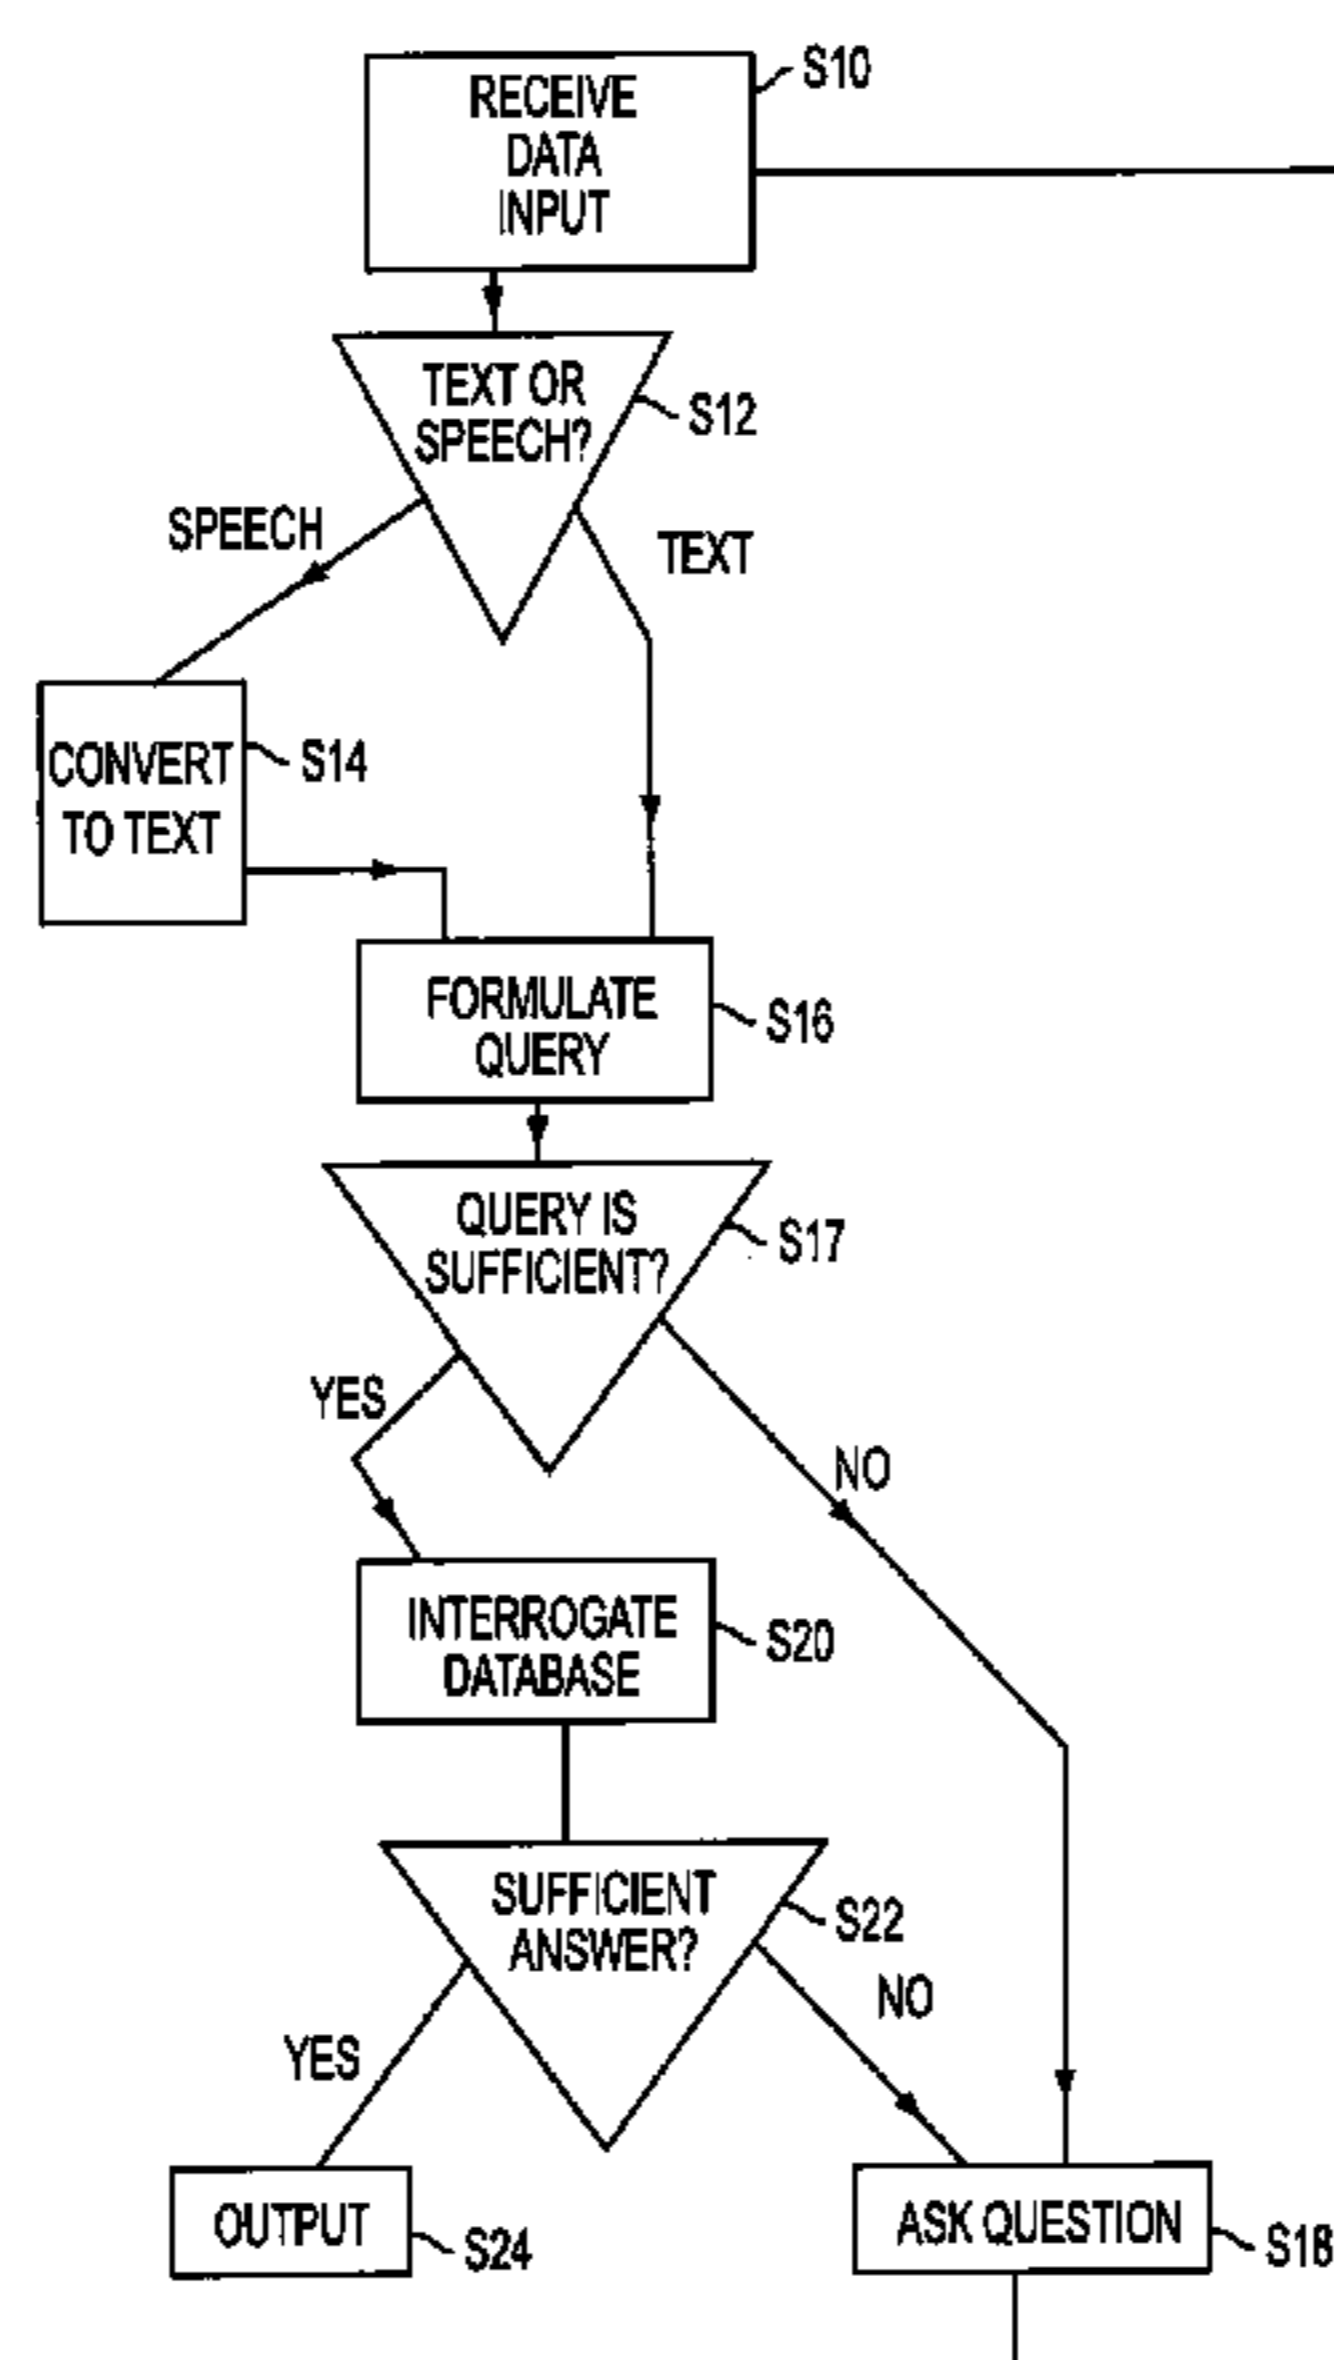 RECEIVE
DATA
INPUT
S10
TEXT OR
SPEECH?
S12
SPEECH
TEXT
CONVERT
TO TEXT
S14
FORMULATE
QUERY
S16
QUERY IS
SUFFICIENT?
S17
YES
NO
INTERROGATE
DATABASE
S20
SUFFICIENT
ANSWER?
S22
NO
YES
OUTPUT
S24
ASK QUESTION
S18